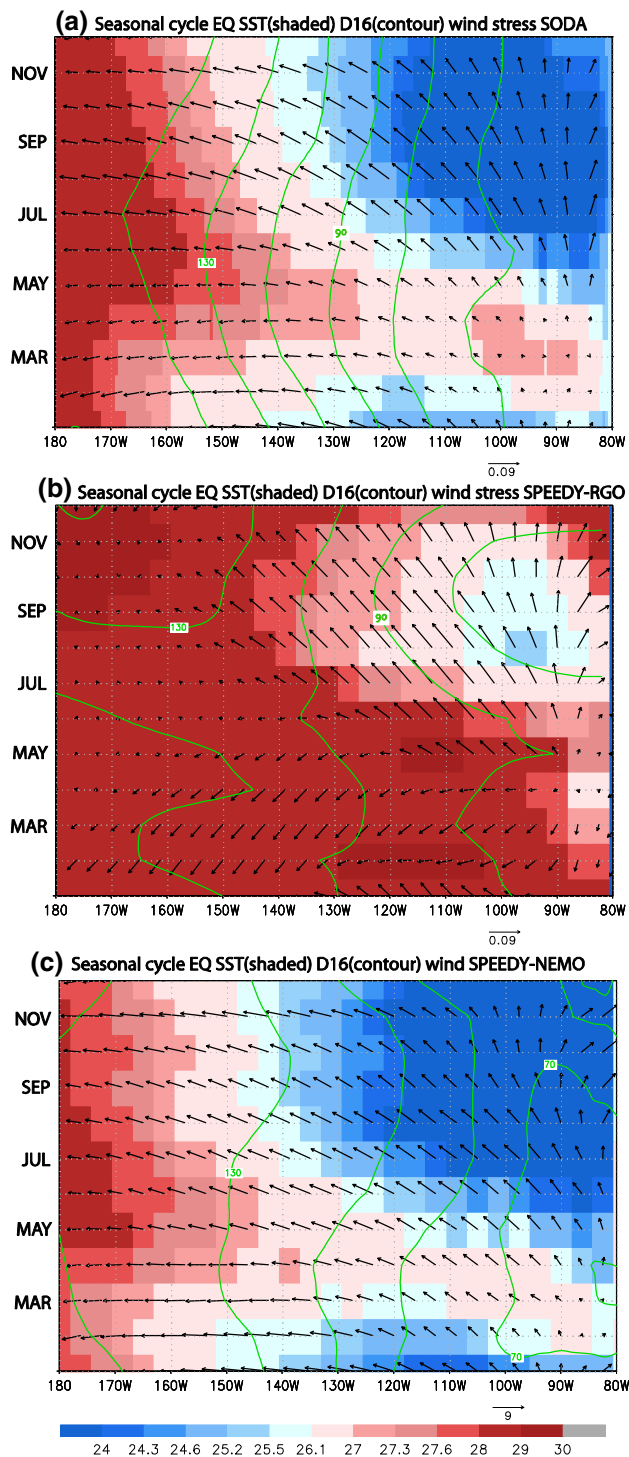 (a) Seasonal cycle EQ SST(shaded) D16(contour) wind stress SODA
NOV
SEP
JUL
MAY
MAR
90
130
180 170W 160W 150W 140W 130W 120W 110W 100W 90W 80W
0.09
(b) Seasonal cycle EQ SST(shaded) D16(contour) wind stress SPEEDY-RGO
NOV
SEP
JUL
MAY
MAR
130
90
180 170W 160W 150W 140W 130W 120W 110W 100W 90W 80W
0.09
(c) Seasonal cycle EQ SST(shaded) D16(contour) wind SPEEDY-NEMO
NOV
SEP
JUL
MAY
MAR
70
130
70
180 170W 160W 150W 140W 130W 120W 110W 100W 90W 80W
9
24 24.3 24.6 25.2 25.5 26.1 27 27.3 27.6 28 29 30